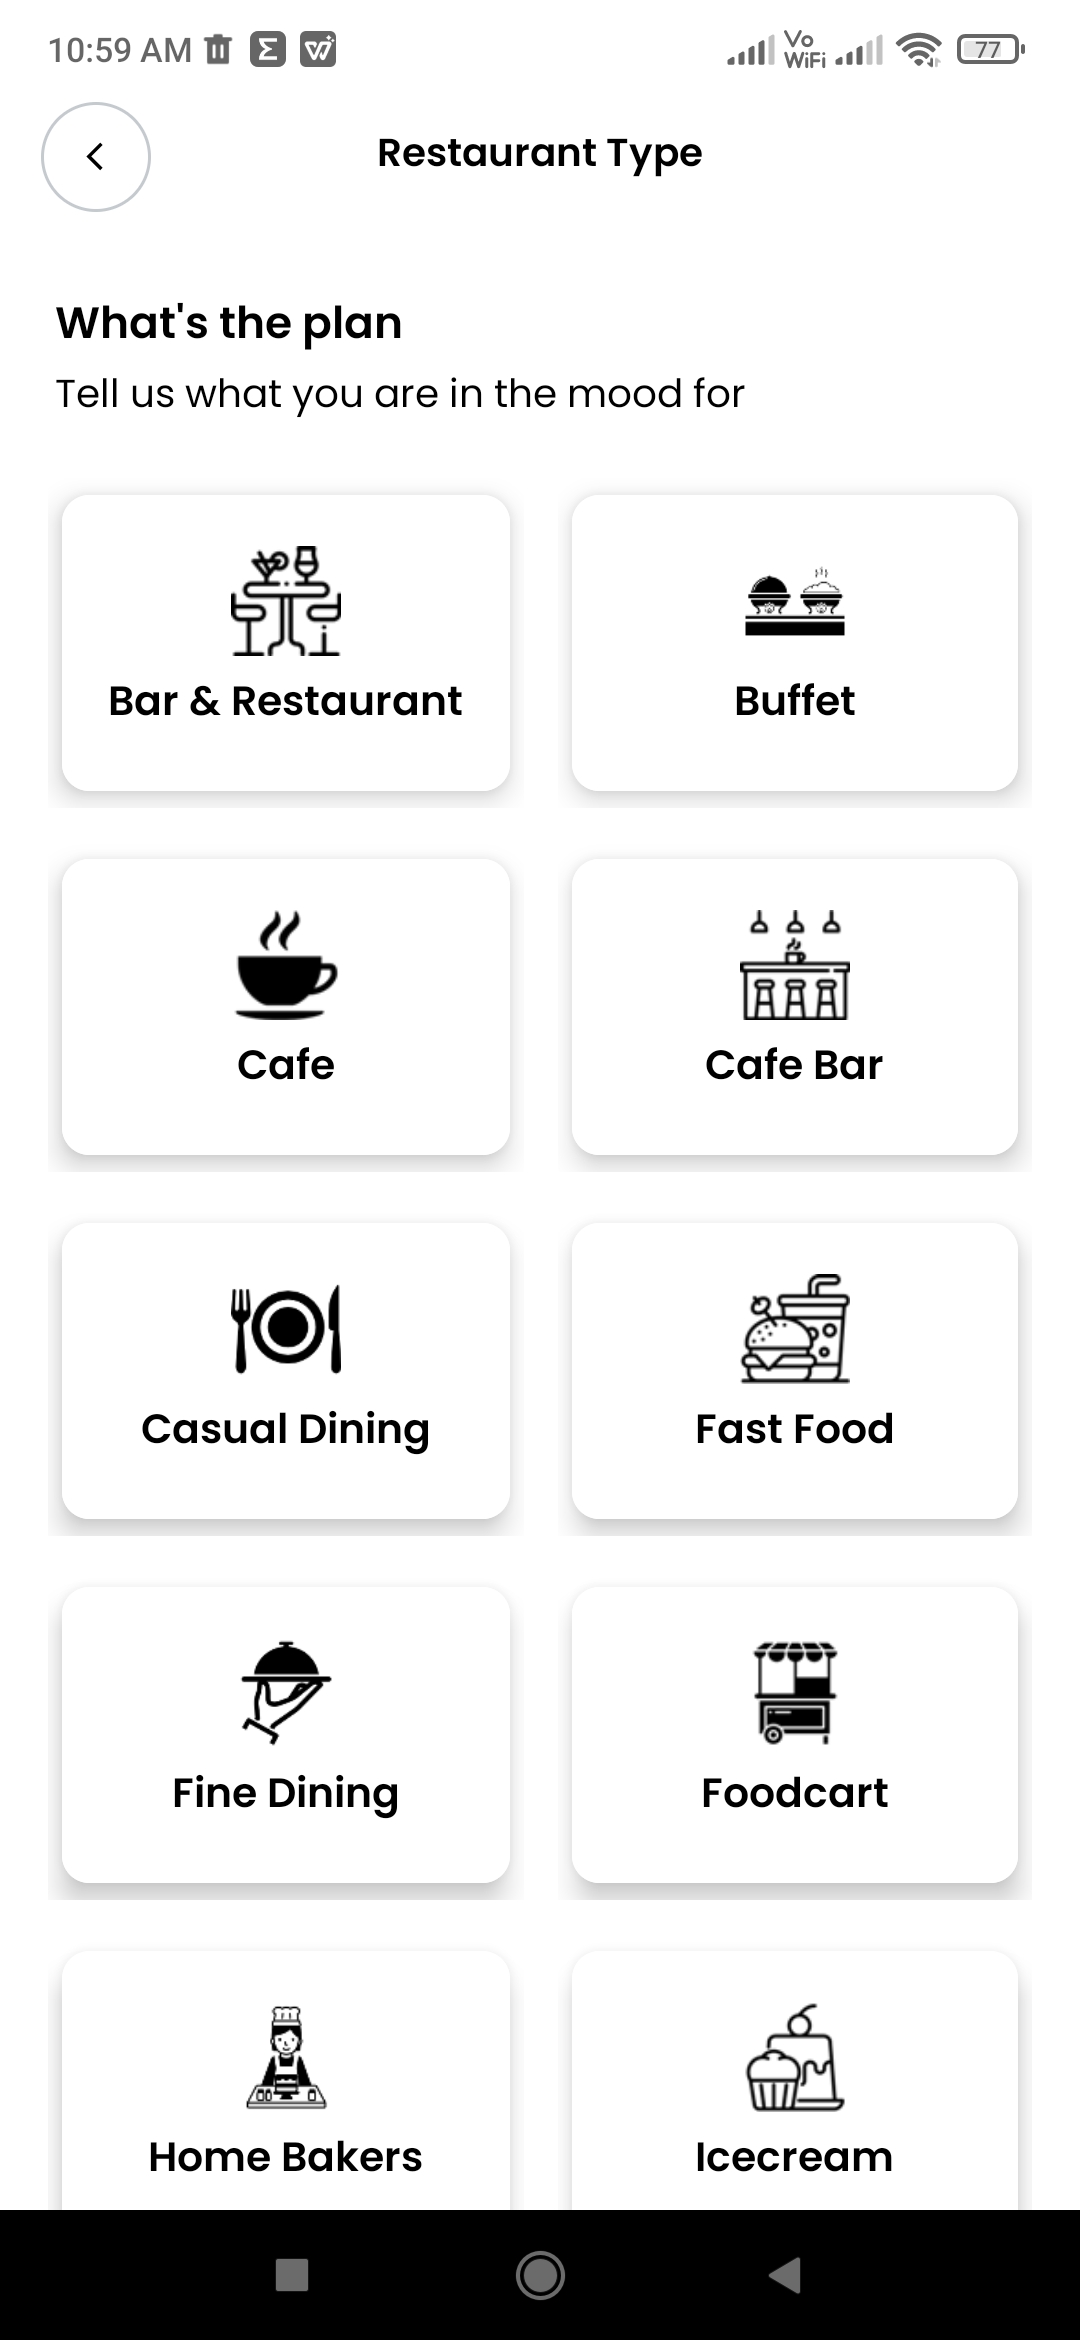 10:59 AM
Vo
WiFi
77
Restaurant Type
What's the plan
Tell us what you are in the mood for
Bar & Restaurant
Buffet
Cafe
Cafe Bar
Casual Dining
Fast Food
Fine Dining
Foodcart
Home Bakers
Icecream